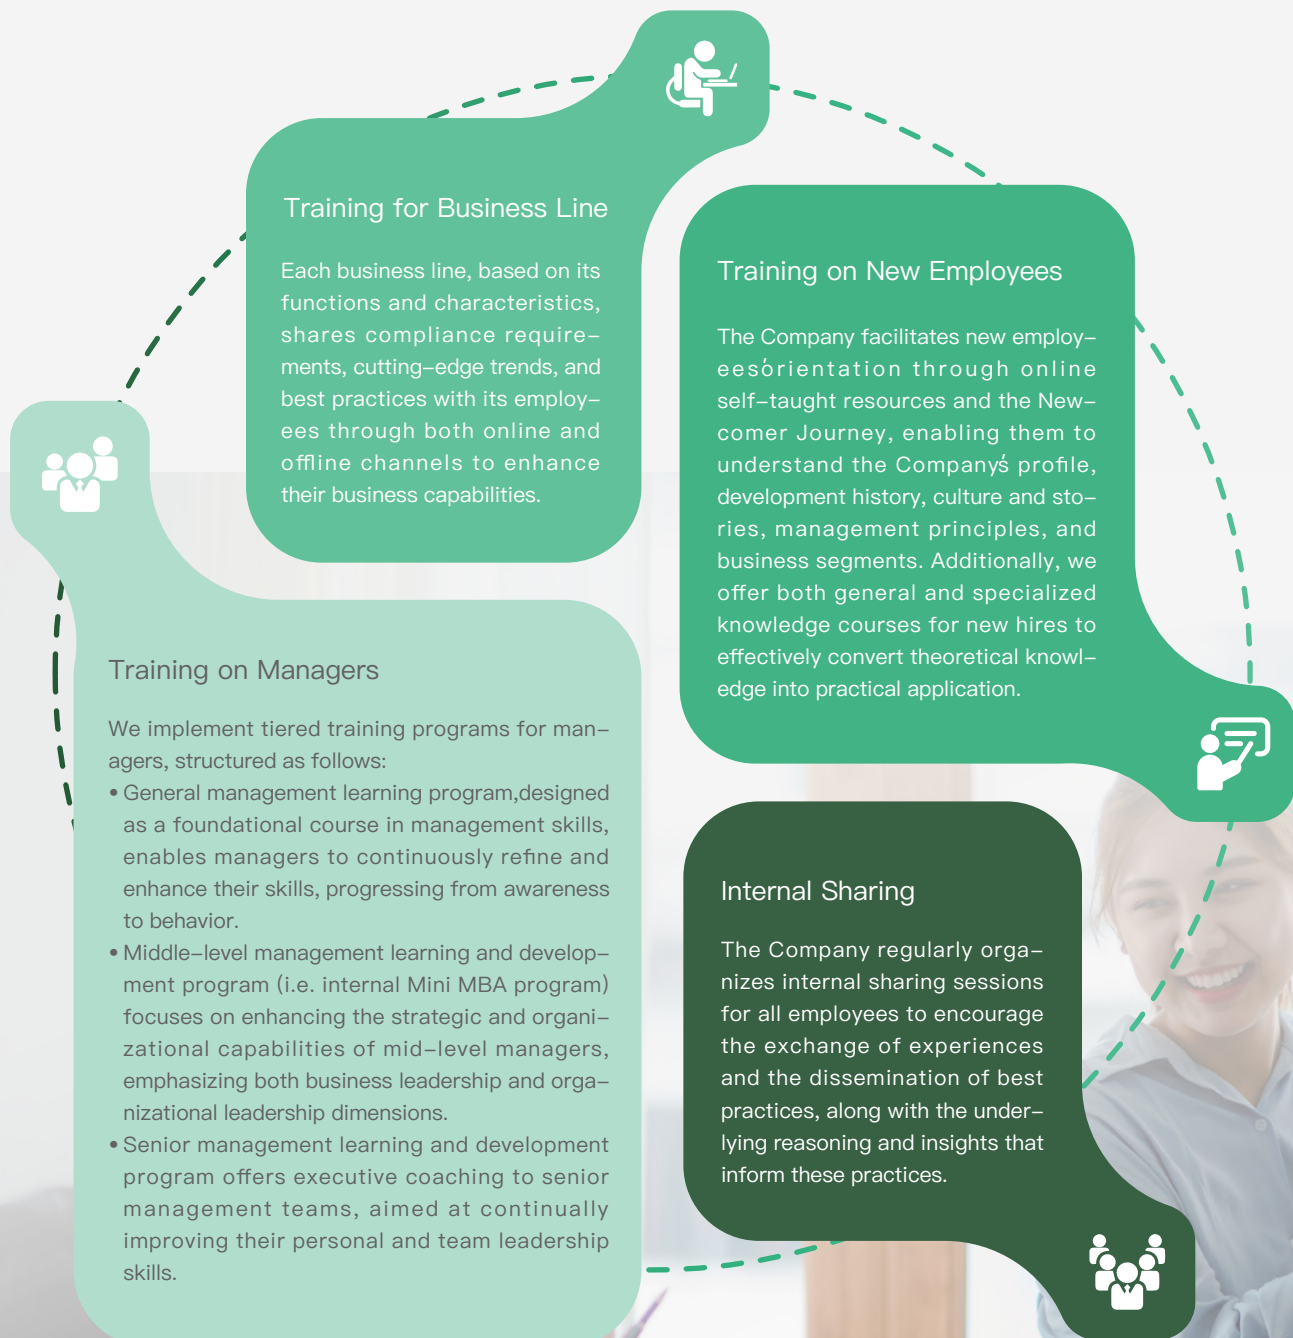 Training for Business Line
Each business line, based on its
functions and characteristics,
shares compliance require-
ments, cutting-edge trends, and
best practices with its employ-
ees through both online and
offline channels to enhance
their business capabilities.
Training on New Employees
The Company facilitates new employ-
ees’orientation through online
self-taught resources and the New-
comer Journey, enabling them to
understand the Company’s profile,
development history, culture and sto-
ries, management principles, and
business segments. Additionally, we
offer both general and specialized
knowledge courses for new hires to
effectively convert theoretical knowl-
edge into practical application.
Training on Managers
We implement tiered training programs for man-
agers, structured as follows:
• General management learning program,designed
as a foundational course in management skills,
enables managers to continuously refine and
enhance their skills, progressing from awareness
to behavior.
• Middle-level management learning and develop-
ment program (i.e. internal Mini MBA program)
focuses on enhancing the strategic and organi-
zational capabilities of mid-level managers,
emphasizing both business leadership and orga-
nizational leadership dimensions.
• Senior management learning and development
program offers executive coaching to senior
management teams, aimed at continually
improving their personal and team leadership
skills.
Internal Sharing
The Company regularly orga-
nizes internal sharing sessions
for all employees to encourage
the exchange of experiences
and the dissemination of best
practices, along with the under-
lying reasoning and insights that
inform these practices.